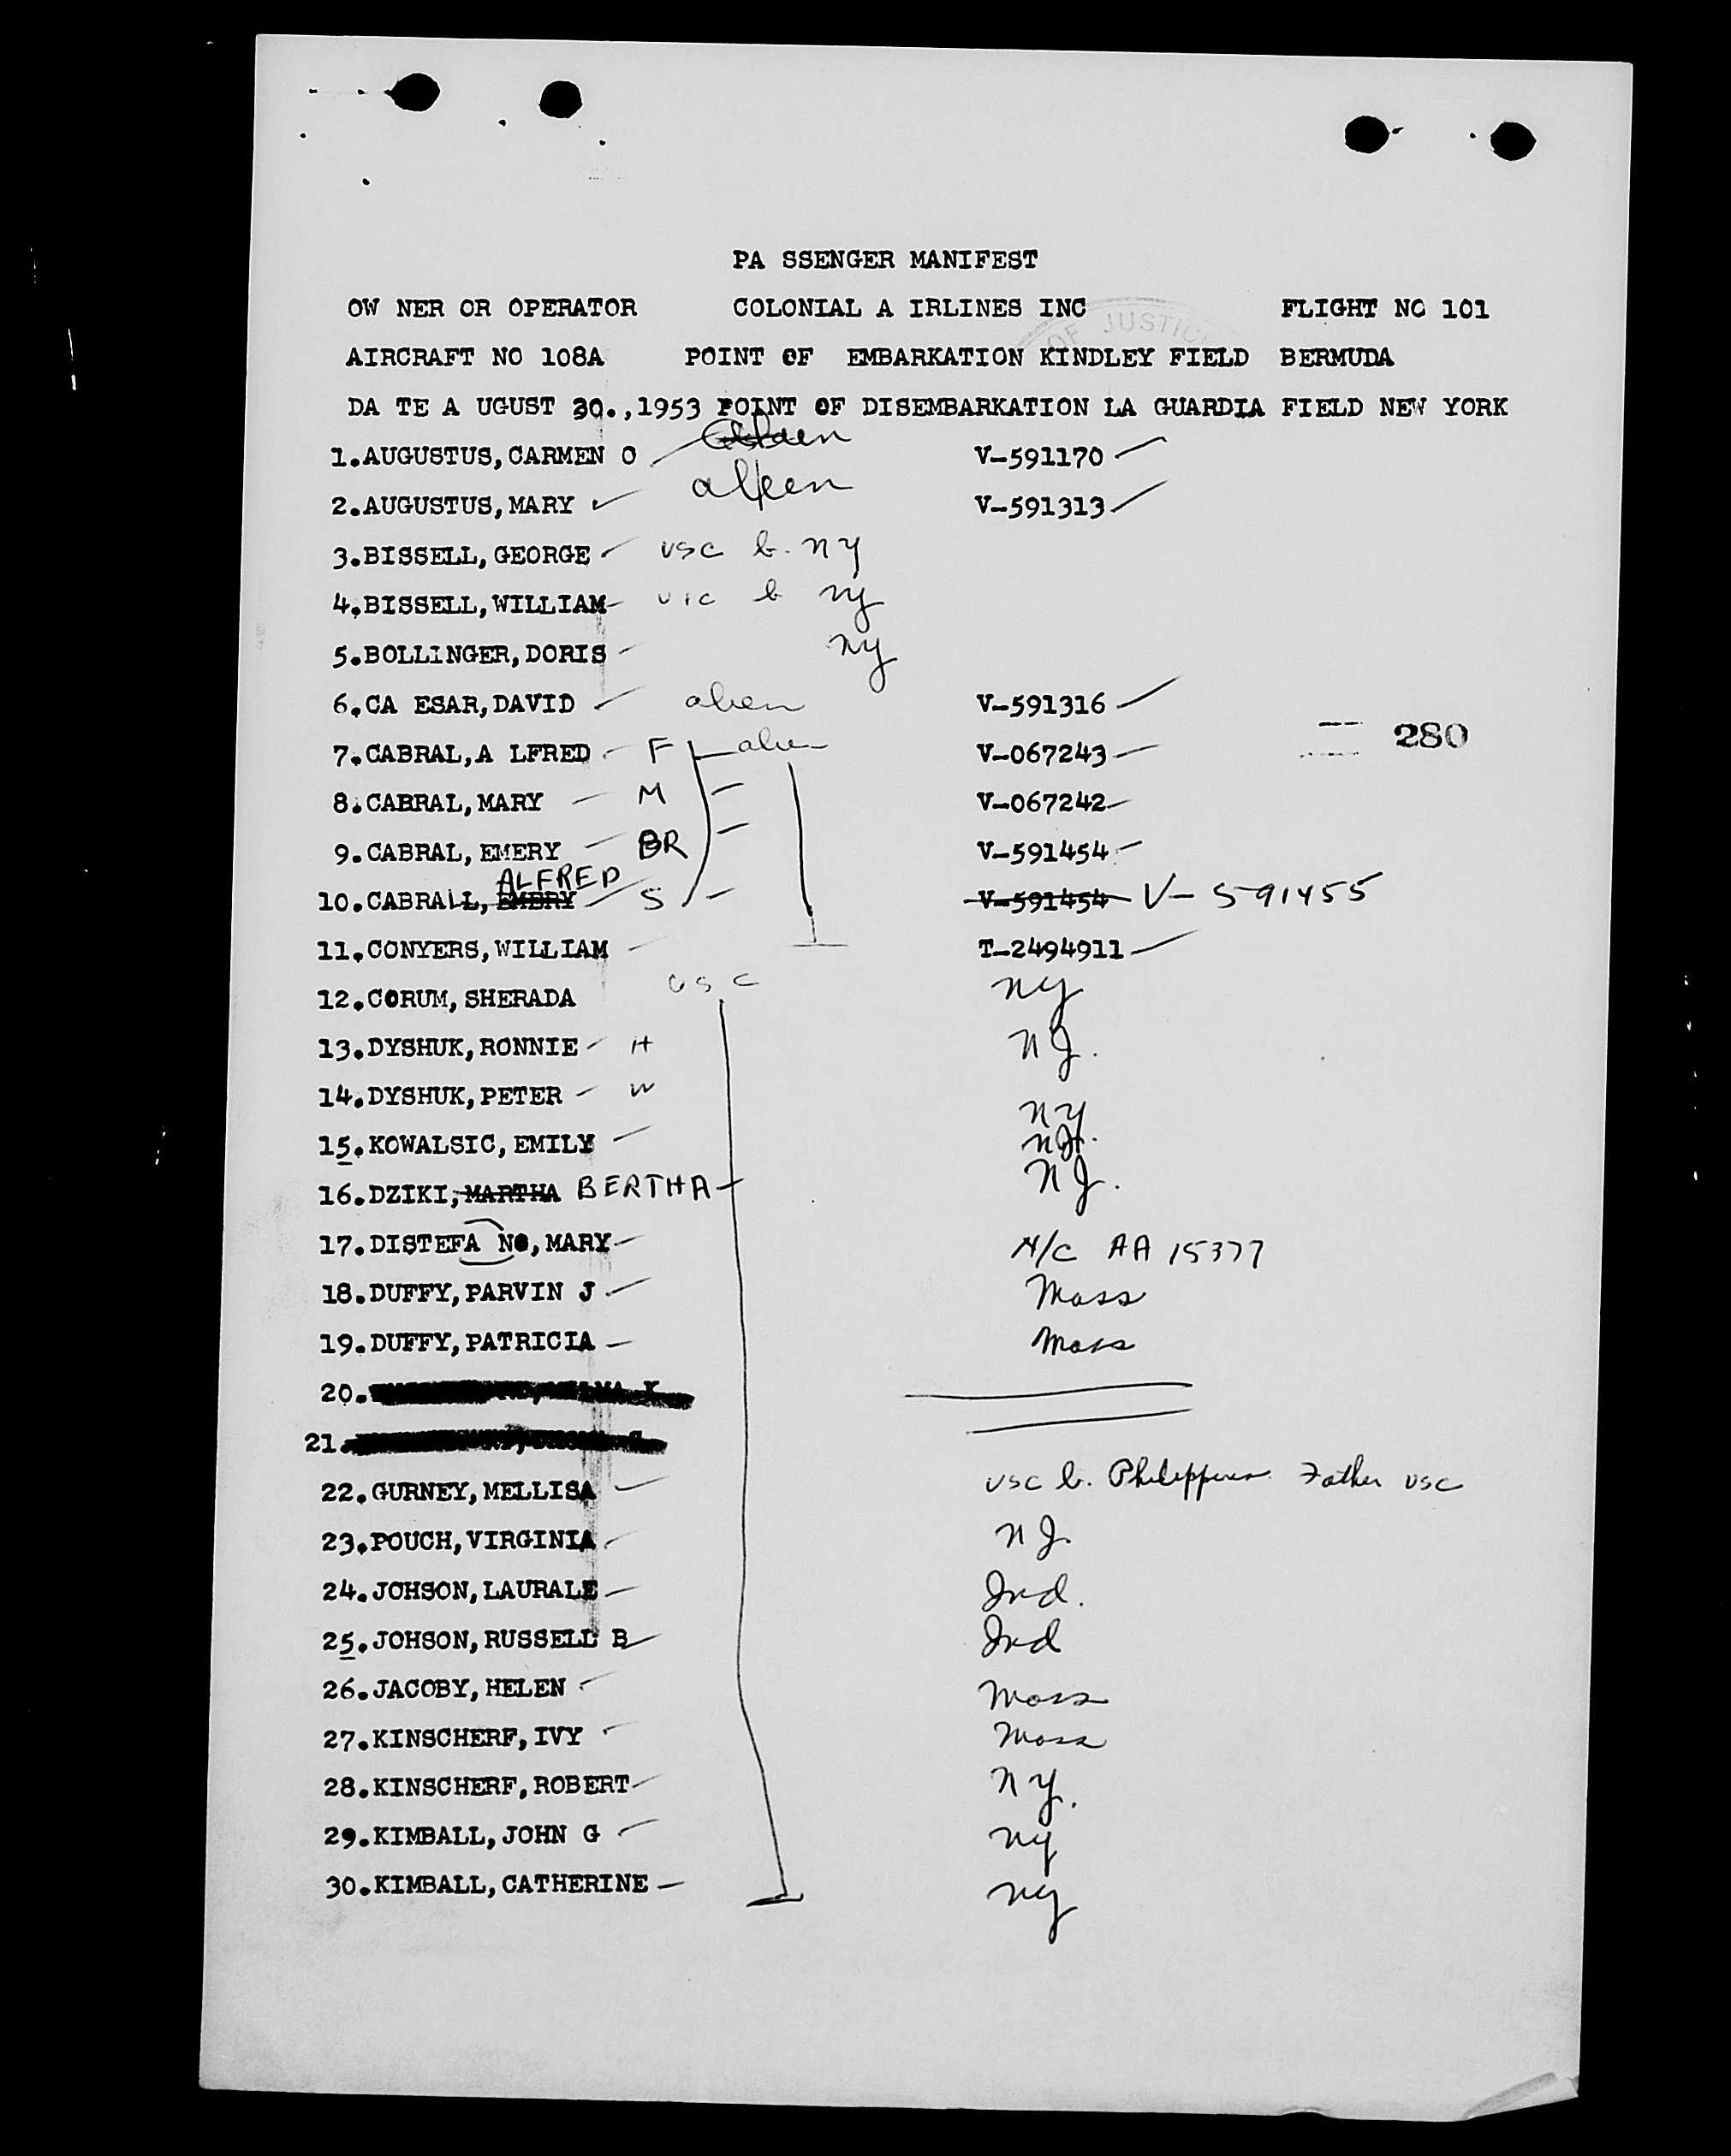 PA SSENGER MANIFEST
OW NER OR OPERATOR COLONIAL A IRLINES INC FLIGHT NO 101
OF JUSTIC
AIRCRAFT NO 108A POINT OF EMBARKATION KINDLEY FIELD BERMUDA
DA TE A UGUST 30.,1953 POINT OF DISEMBARKATION LA GUARDIA FIELD NEW YORK
1.AUGUSTUS,CARMEN O V-591170
2.AUGUSTUS,MARY alien V-591313
3.BISSELL,GEORGE usc b. ny
4.BISSELL,WILLIAM usc b ny
5.BOLLINGER,DORIS ny
6.CA ESAR,DAVID alien V-591316
280
7.CABRAL,A LFRED F alien V-067243
8.CABRAL,MARY M V-067242
9.CABRAL,EMERY BR V-591454
ALFRED
10.CABRALL,EMERY S V-591454 V-591455
11.CONYERS,WILLIAM T-2494911
12.CORUM,SHERADA usc ny
13.DYSHUK,RONNIE H NJ.
14.DYSHUK,PETER W ny
15.KOWALSIC,EMILY NJ.
16.DZIKI,MARTHA BERTHA NJ.
17.DISTEFA NO,MARY N/C AA 15377
18.DUFFY,PARVIN J Mass
19.DUFFY,PATRICIA Mass
20.
21.
22.GURNEY,MELLISA usc b. Philippines Father usc
23.POUCH,VIRGINIA NJ
24.JOHSON,LAURALE Ind.
25.JOHSON,RUSSELL B Ind
26.JACOBY,HELEN Mass
27.KINSCHERF,IVY Mass
28.KINSCHERF,ROBERT ny.
29.KIMBALL,JOHN G ny
30.KIMBALL,CATHERINE ny